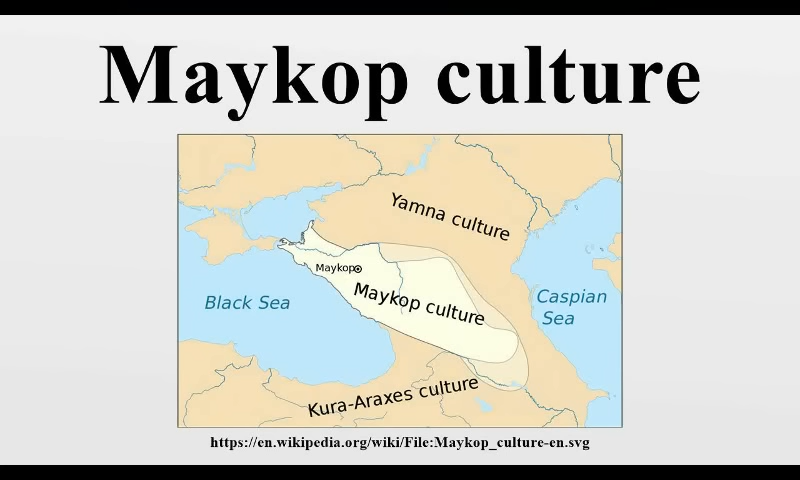 Maykop culture
Yamna culture
Maykop
Maykop culture
Black Sea
Caspian
Sea
Kura-Araxes culture
https://en.wikipedia.org/wiki/File:Maykop_culture-en.svg